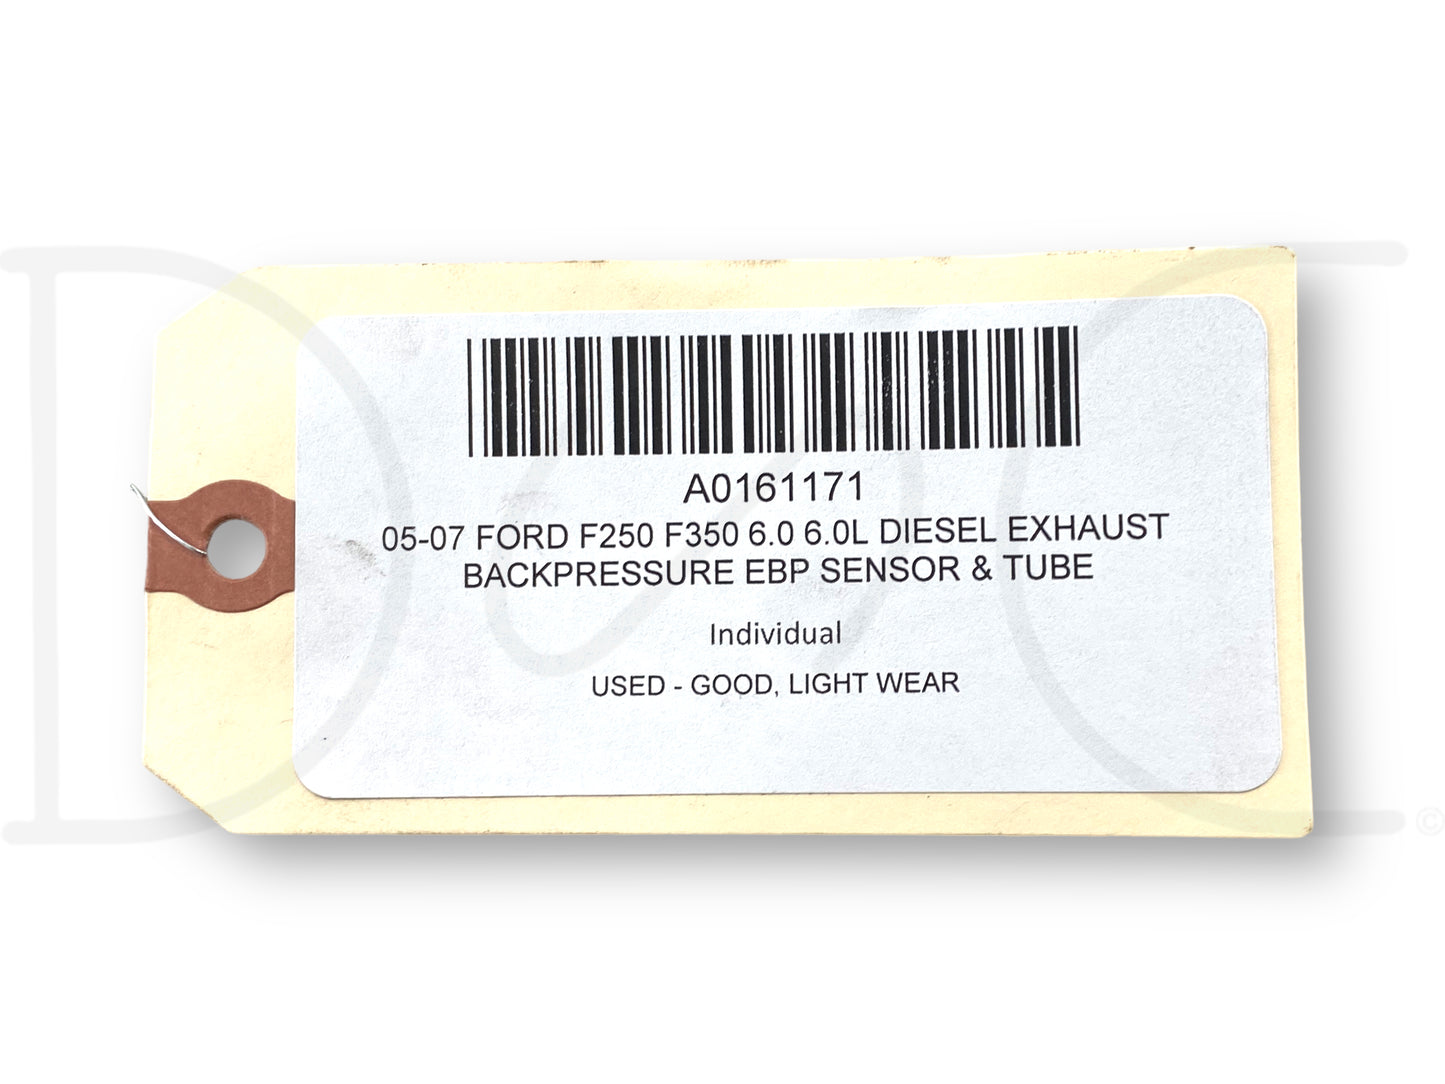 A0161171
05-07 FORD F250 F350 6.0 6.0L DIESEL EXHAUST
BACKPRESSURE EBP SENSOR & TUBE
Individual
USED - GOOD, LIGHT WEAR
D C
©